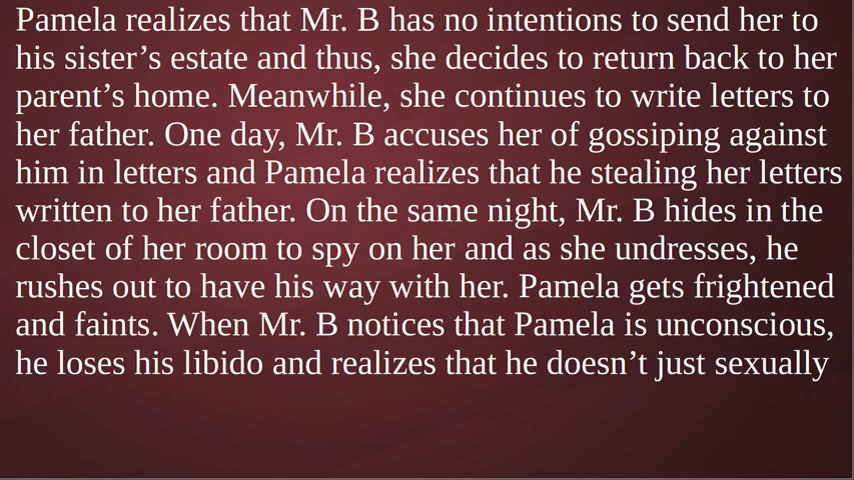 Pamela realizes that Mr. B has no intentions to send her to
his sister’s estate and thus, she decides to return back to her
parent’s home. Meanwhile, she continues to write letters to
her father. One day, Mr. B accuses her of gossiping against
him in letters and Pamela realizes that he stealing her letters
written to her father. On the same night, Mr. B hides in the
closet of her room to spy on her and as she undresses, he
rushes out to have his way with her. Pamela gets frightened
and faints. When Mr. B notices that Pamela is unconscious,
he loses his libido and realizes that he doesn’t just sexually